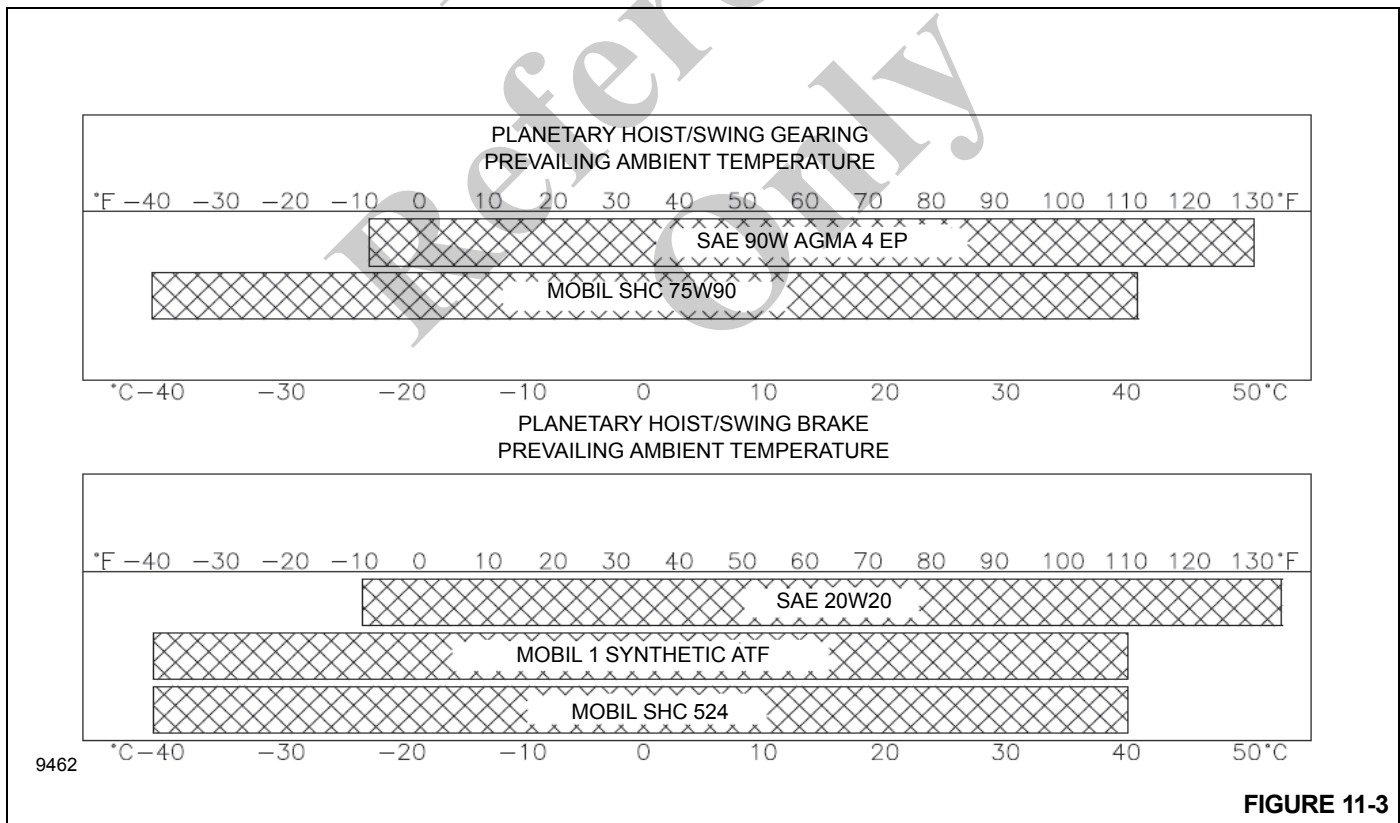 Reference
Only
PLANETARY HOIST/SWING GEARING
PREVAILING AMBIENT TEMPERATURE
°F −40 −30 −20 −10 0 10 20 30 40 50 60 70 80 90 100 110 120 130°F
SAE 90W AGMA 4 EP
MOBIL SHC 75W90
°C−40 −30 −20 −10 0 10 20 30 40 50°C
PLANETARY HOIST/SWING BRAKE
PREVAILING AMBIENT TEMPERATURE
°F −40 −30 −20 −10 0 10 20 30 40 50 60 70 80 90 100 110 120 130°F
SAE 20W20
MOBIL 1 SYNTHETIC ATF
MOBIL SHC 524
°C−40 −30 −20 −10 0 10 20 30 40 50°C
9462
FIGURE 11-3